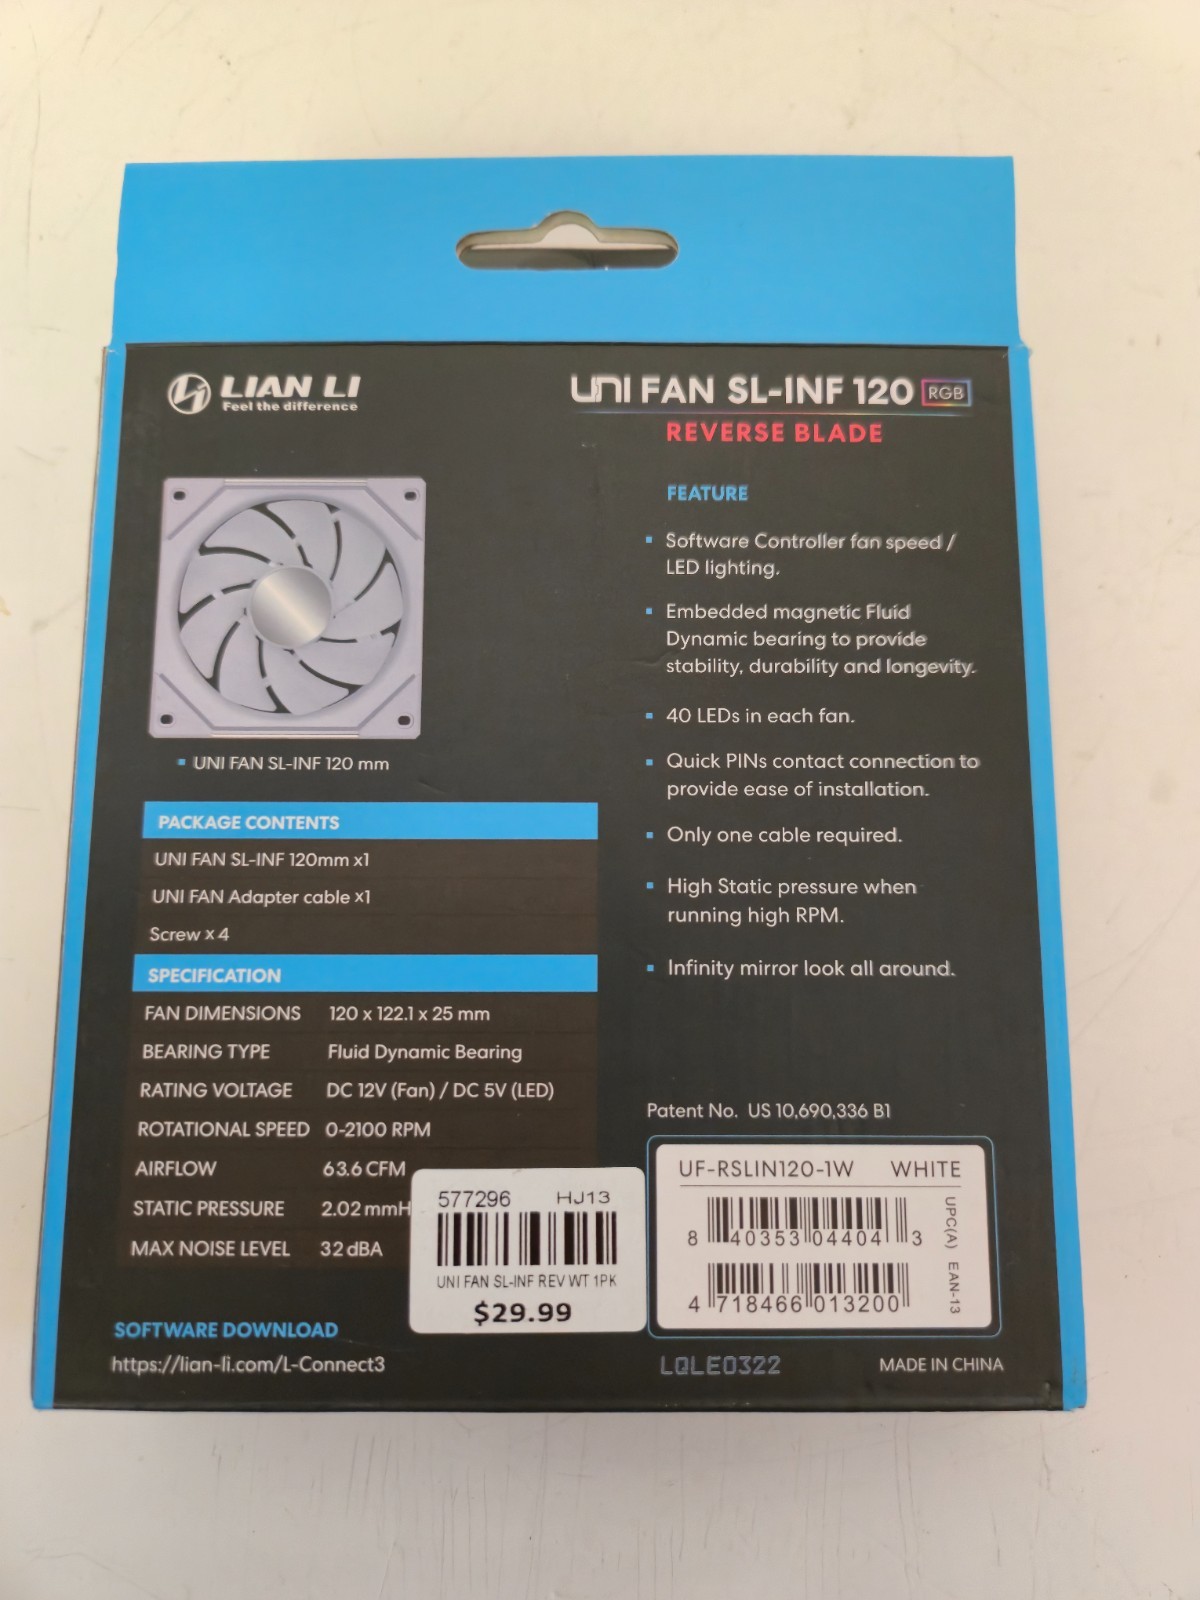 LIAN LI
Feel the difference
UNI FAN SL-INF 120 RGB
REVERSE BLADE
UNI FAN SL-INF 120 mm
PACKAGE CONTENTS
UNI FAN SL-INF 120mm x1
UNI FAN Adapter cable x1
Screw x 4
SPECIFICATION
FAN DIMENSIONS 120 x 122.1 x 25 mm
BEARING TYPE Fluid Dynamic Bearing
RATING VOLTAGE DC 12V (Fan) / DC 5V (LED)
ROTATIONAL SPEED 0-2100 RPM
AIRFLOW 63.6 CFM
STATIC PRESSURE 2.02 mmH
MAX NOISE LEVEL 32 dBA
SOFTWARE DOWNLOAD
https://lian-li.com/L-Connect3
FEATURE
Software Controller fan speed /
LED lighting.
Embedded magnetic Fluid
Dynamic bearing to provide
stability, durability and longevity.
40 LEDs in each fan.
Quick PINs contact connection to
provide ease of installation.
Only one cable required.
High Static pressure when
running high RPM.
Infinity mirror look all around.
Patent No. US 10,690,336 B1
577296 HJ13
UNI FAN SL-INF REV WT 1PK
$29.99
UF-RSLIN120-1W WHITE
8 40353 04404 3
UPC(A)
4 718466 013200
EAN-13
LQLE0322
MADE IN CHINA